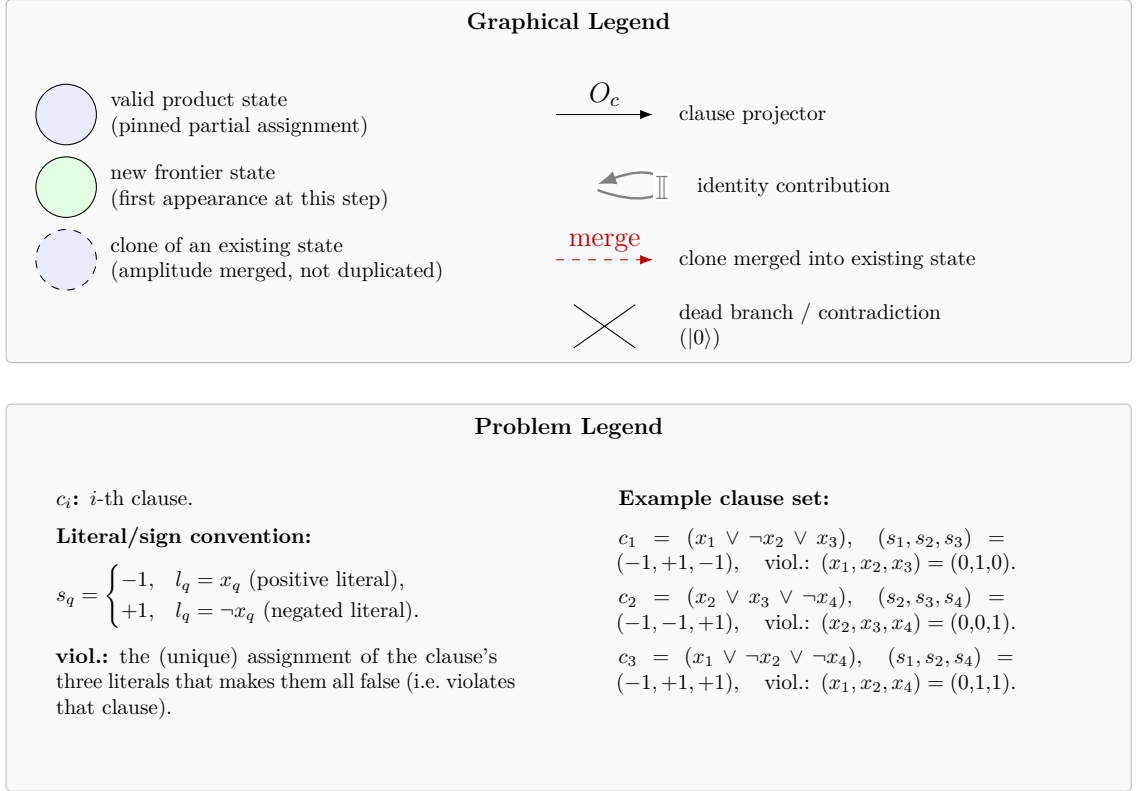 Graphical Legend
valid product state
(pinned partial assignment)
new frontier state
(first appearance at this step)
clone of an existing state
(amplitude merged, not duplicated)
O_c
clause projector
𝕀
identity contribution
merge
clone merged into existing state
dead branch / contradiction
(|0⟩)
Problem Legend
c_i: i-th clause.
Literal/sign convention:
s_q = { −1, l_q = x_q (positive literal),
+1, l_q = ¬x_q (negated literal).
viol.: the (unique) assignment of the clause's
three literals that makes them all false (i.e. violates
that clause).
Example clause set:
c_1 = (x_1 ∨ ¬x_2 ∨ x_3), (s_1, s_2, s_3) =
(−1, +1, −1), viol.: (x_1, x_2, x_3) = (0,1,0).
c_2 = (x_2 ∨ x_3 ∨ ¬x_4), (s_2, s_3, s_4) =
(−1, −1, +1), viol.: (x_2, x_3, x_4) = (0,0,1).
c_3 = (x_1 ∨ ¬x_2 ∨ ¬x_4), (s_1, s_2, s_4) =
(−1, +1, +1), viol.: (x_1, x_2, x_4) = (0,1,1).